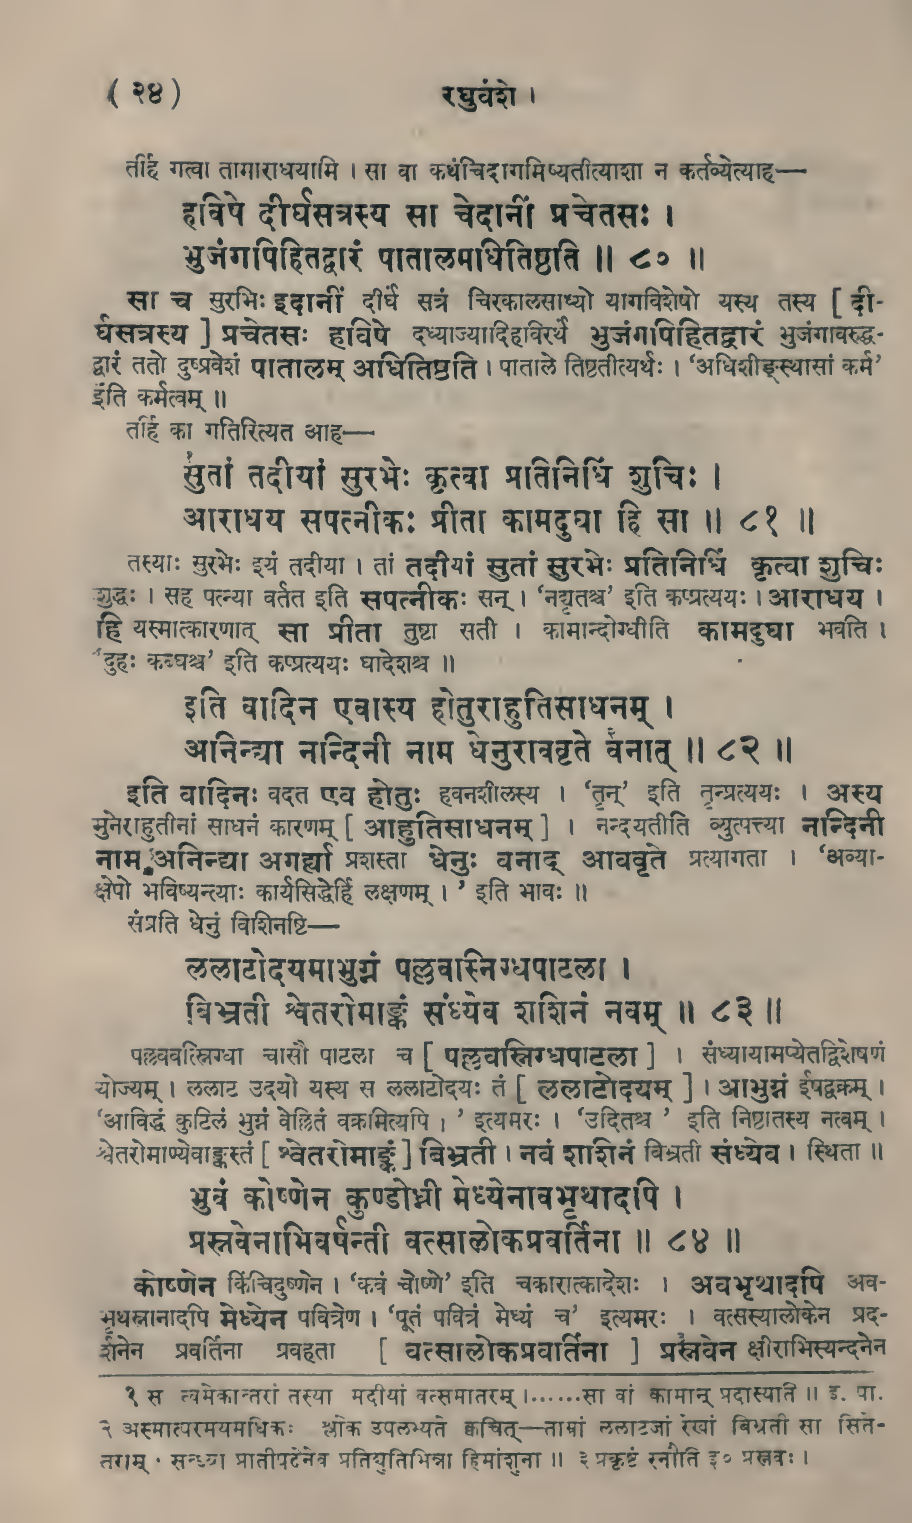 ( २४ ) रघुवंशे ।
तर्हि गत्वा तामाराधयामि । सा वा कथंचिदागमिष्यतीत्याशा न कर्तव्येत्याह—
हविषे दीर्घसत्रस्य सा चेदानीं प्रचेतसः ।
भुजंगपिहितद्वारं पातालमधितिष्ठति ॥ ८० ॥
सा च सुरभिः इदानीं दीर्घं सत्रं चिरकालसाध्यो यागविशेषो यस्य तस्य [ दी-
र्घसत्रस्य ] प्रचेतसः हविषे दध्याज्यादिहविरर्थं भुजंगपिहितद्वारं भुजंगावरुद्ध-
द्वारं ततो दुष्प्रवेशं पातालम् अधितिष्ठति । पाताले तिष्ठतीत्यर्थः । ‘अधिशीङ्स्थासां कर्म’
इति कर्मत्वम् ॥
तर्हि का गतिरित्यत आह—
सुतां तदीयां सुरभेः कृत्वा प्रतिनिधिं शुचिः ।
आराधय सपत्नीकः प्रीता कामदुघा हि सा ॥ ८१ ॥
तस्याः सुरभेः इयं तदीया । तां तदीयां सुतां सुरभेः प्रतिनिधिं कृत्वा शुचिः
शुद्धः । सह पत्न्या वर्तत इति सपत्नीकः सन् । ‘नद्यृतश्च’ इति कप्प्रत्ययः । आराधय ।
हि यस्मात्कारणात् सा प्रीता तुष्टा सती । कामान्दोग्धीति कामदुघा भवति ।
‘दुहः कब्घश्च’ इति कप्प्रत्ययः घादेशश्च ॥
इति वादिन एवास्य होतुराहुतिसाधनम् ।
अनिन्द्या नन्दिनी नाम धेनुराववृते वनात् ॥ ८२ ॥
इति वादिनः वदत एव होतुः हवनशीलस्य । ‘तृन्’ इति तृन्प्रत्ययः । अस्य
मुनेराहुतीनां साधनं कारणम् [ आहुतिसाधनम् ] । नन्दयतीति व्युत्पत्त्या नन्दिनी
नाम अनिन्द्या अगर्ह्या प्रशस्ता धेनुः वनाद् आववृते प्रत्यागता । ‘अव्या-
क्षेपो भविष्यन्त्याः कार्यसिद्धेर्हि लक्षणम् । ’ इति भावः ॥
संप्रति धेनुं विशिनष्टि—
ललाटोदयमाभुग्नं पल्लवस्निग्धपाटला ।
बिभ्रती श्वेतरोमाङ्कं संध्येव शशिनं नवम् ॥ ८३ ॥
पल्लववत्स्निग्धा चासौ पाटला च [ पल्लवस्निग्धपाटला ] । संध्यायामप्येतद्विशेषणं
योज्यम् । ललाट उदयो यस्य स ललाटोदयः तं [ ललाटोदयम् ] । आभुग्नं ईषद्वक्रम् ।
‘आविद्धं कुटिलं भुग्नं वेल्लितं वक्रमित्यपि । ’ इत्यमरः । ‘उदितश्च ’ इति निष्ठातस्य नत्वम् ।
श्वेतरोमाण्येवाङ्कस्तं [ श्वेतरोमाङ्कं ] बिभ्रती । नवं शशिनं बिभ्रती संध्येव । स्थिता ॥
भुवं कोष्णेन कुण्डोध्नी मेध्येनावभृथादपि ।
प्रस्नवेनाभिवर्षन्ती वत्सालोकप्रवर्तिना ॥ ८४ ॥
कोष्णेन किंचिदुष्णेन । ‘कवं चोष्णे’ इति चकारात्कादेशः । अवभृथादपि अव-
भृथस्नानादपि मेध्येन पवित्रेण । ‘पूतं पवित्रं मेध्यं च’ इत्यमरः । वत्सस्यालोकेन प्रद-
र्शनेन प्रवर्तिना प्रवहता [ वत्सालोकप्रवर्तिना ] प्रस्नवेन क्षीराभिस्यन्दनेन
१ स त्वमेकान्तरां तस्या मदीयां वत्समातरम् ।......सा वां कामान् प्रदास्यति ॥ इ. पा.
२ अस्मात्परमयमधिकः श्लोक उपलभ्यते क्वचित्—ताम्रां ललाटजां रेखां बिभ्रती सा सिते-
तराम् । सन्ध्या प्रातीपदेनेव प्रतिद्युतिभिन्ना हिमांशुना ॥ ३ प्रकृष्टं स्नौति इ० प्रस्नवः ।